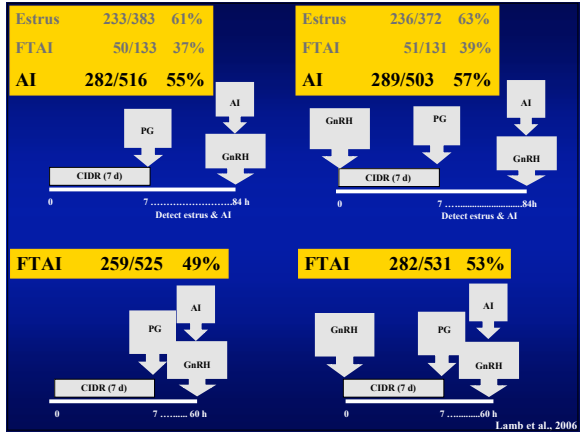 Estrus 233/383 61%
FTAI 50/133 37%
AI 282/516 55%
AI
PG
GnRH
CIDR (7 d)
0 7 ……………………84 h
Detect estrus & AI
Estrus 236/372 63%
FTAI 51/131 39%
AI 289/503 57%
AI
GnRH
PG
GnRH
CIDR (7 d)
0 7 …........................84h
Detect estrus & AI
FTAI 259/525 49%
AI
PG
GnRH
CIDR (7 d)
0 7 …...... 60 h
FTAI 282/531 53%
AI
GnRH
PG
GnRH
CIDR (7 d)
0 7 ….........60h
Lamb et al., 2006